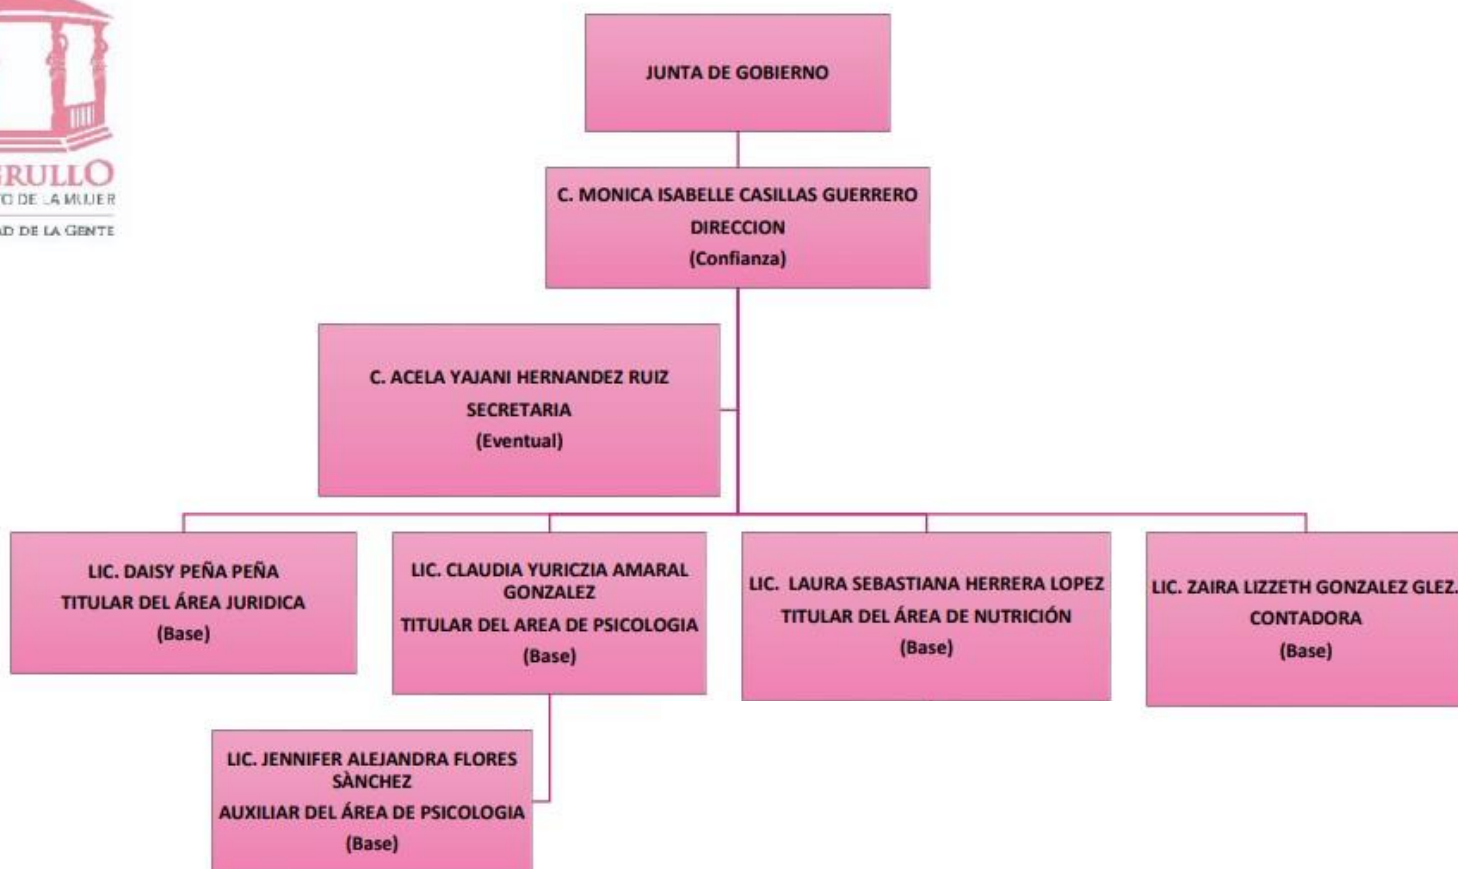 GRULLO
DE LA MUJER
DE LA GENTE
JUNTA DE GOBIERNO
C. MONICA ISABELLE CASILLAS GUERRERO
DIRECCION
(Confianza)
C. ACELA YAJANI HERNANDEZ RUIZ
SECRETARIA
(Eventual)
LIC. DAISY PEÑA PEÑA
TITULAR DEL ÁREA JURIDICA
(Base)
LIC. CLAUDIA YURICZIA AMARAL
GONZALEZ
TITULAR DEL AREA DE PSICOLOGIA
(Base)
LIC. LAURA SEBASTIANA HERRERA LOPEZ
TITULAR DEL ÁREA DE NUTRICIÓN
(Base)
LIC. ZAIRA LIZZETH GONZALEZ GLEZ.
CONTADORA
(Base)
LIC. JENNIFER ALEJANDRA FLORES
SÀNCHEZ
AUXILIAR DEL ÁREA DE PSICOLOGIA
(Base)